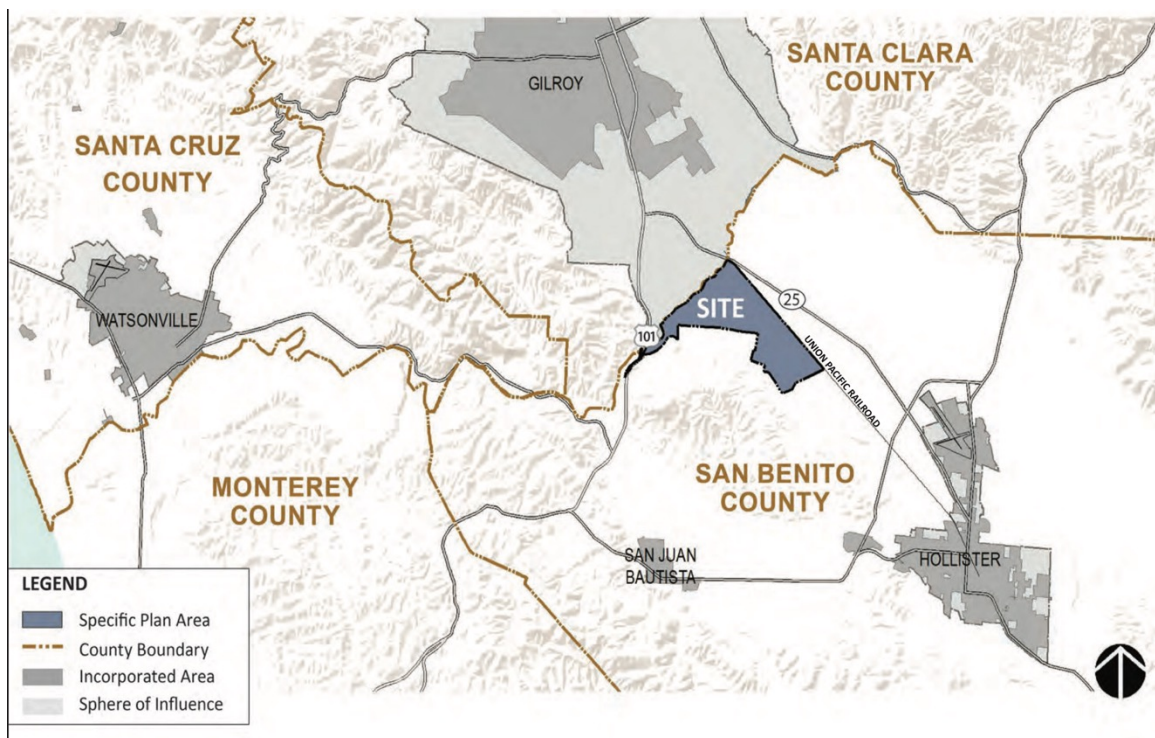 SANTA CLARA
COUNTY
GILROY
SANTA CRUZ
COUNTY
SITE
25
WATSONVILLE
101
UNION PACIFIC RAILROAD
MONTEREY
COUNTY
SAN BENITO
COUNTY
SAN JUAN
BAUTISTA
HOLLISTER
LEGEND
Specific Plan Area
County Boundary
Incorporated Area
Sphere of Influence